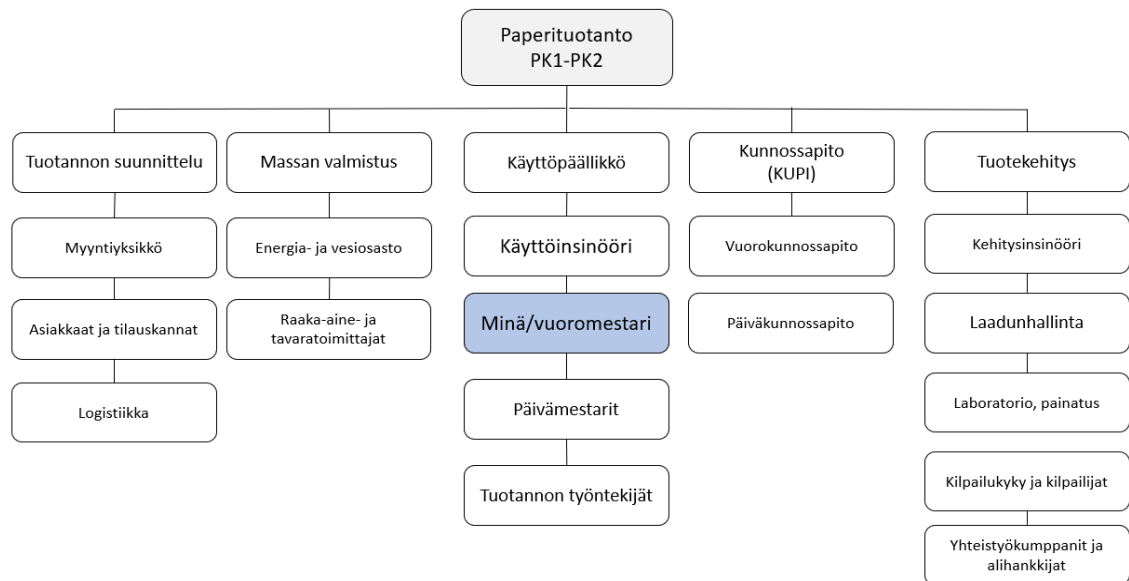 Paperituotanto
PK1-PK2
Tuotannon suunnittelu
Massan valmistus
Käyttöpäällikkö
Kunnossapito
(KUPI)
Tuotekehitys
Myyntiyksikkö
Energia- ja vesiosasto
Käyttöinsinööri
Vuorokunnossapito
Kehitysinsinööri
Asiakkaat ja tilauskannat
Raaka-aine- ja
tavaratoimittajat
Minä/vuoromestari
Päiväkunnossapito
Laadunhallinta
Logistiikka
Päivämestarit
Laboratorio, painatus
Tuotannon työntekijät
Kilpailukyky ja kilpailijat
Yhteistyökumppanit ja
alihankkijat